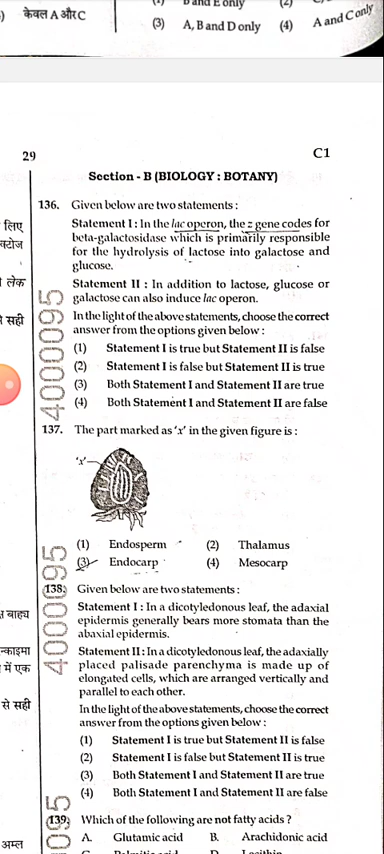 केवल A और C
B and E only (2)
(3) A, B and D only (4) A and C only
29
C1
Section - B (BIOLOGY : BOTANY)
136. Given below are two statements :
लिए
Statement I : In the lac operon, the z gene codes for
क्टोज
beta-galactosidase which is primarily responsible
for the hydrolysis of lactose into galactose and
glucose.
लेक
Statement II : In addition to lactose, glucose or
galactose can also induce lac operon.
सही
In the light of the above statements, choose the correct
answer from the options given below :
(1) Statement I is true but Statement II is false
(2) Statement I is false but Statement II is true
(3) Both Statement I and Statement II are true
(4) Both Statement I and Statement II are false
4000095
137. The part marked as 'x' in the given figure is :
'x'
(1) Endosperm (2) Thalamus
(3) Endocarp (4) Mesocarp
138. Given below are two statements :
बाह्य
Statement I : In a dicotyledonous leaf, the adaxial
epidermis generally bears more stomata than the
abaxial epidermis.
Statement II : In a dicotyledonous leaf, the adaxially
में एक
placed palisade parenchyma is made up of
elongated cells, which are arranged vertically and
parallel to each other.
से सही
In the light of the above statements, choose the correct
answer from the options given below :
4000095
(1) Statement I is true but Statement II is false
(2) Statement I is false but Statement II is true
(3) Both Statement I and Statement II are true
(4) Both Statement I and Statement II are false
139. Which of the following are not fatty acids ?
अम्ल
A. Glutamic acid B. Arachidonic acid
095